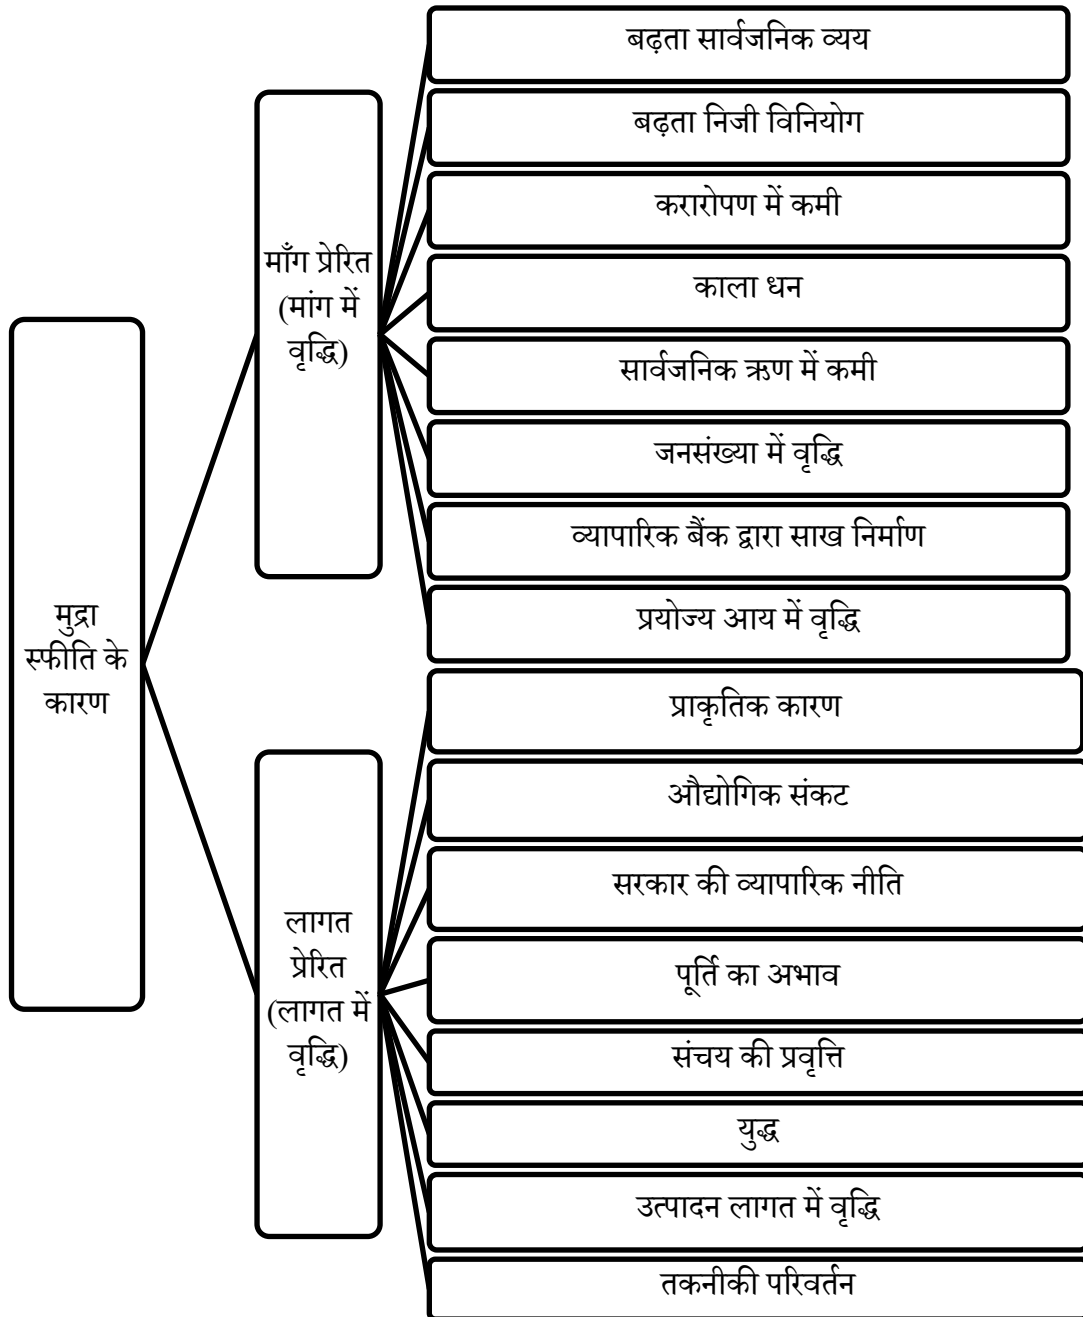 मुद्रा
स्फीति के
कारण
माँग प्रेरित
(मांग में
वृद्धि)
बढ़ता सार्वजनिक व्यय
बढ़ता निजी विनियोग
करारोपण में कमी
काला धन
सार्वजनिक ऋण में कमी
जनसंख्या में वृद्धि
व्यापारिक बैंक द्वारा साख निर्माण
प्रयोज्य आय में वृद्धि
लागत
प्रेरित
(लागत में
वृद्धि)
प्राकृतिक कारण
औद्योगिक संकट
सरकार की व्यापारिक नीति
पूर्ति का अभाव
संचय की प्रवृत्ति
युद्ध
उत्पादन लागत में वृद्धि
तकनीकी परिवर्तन